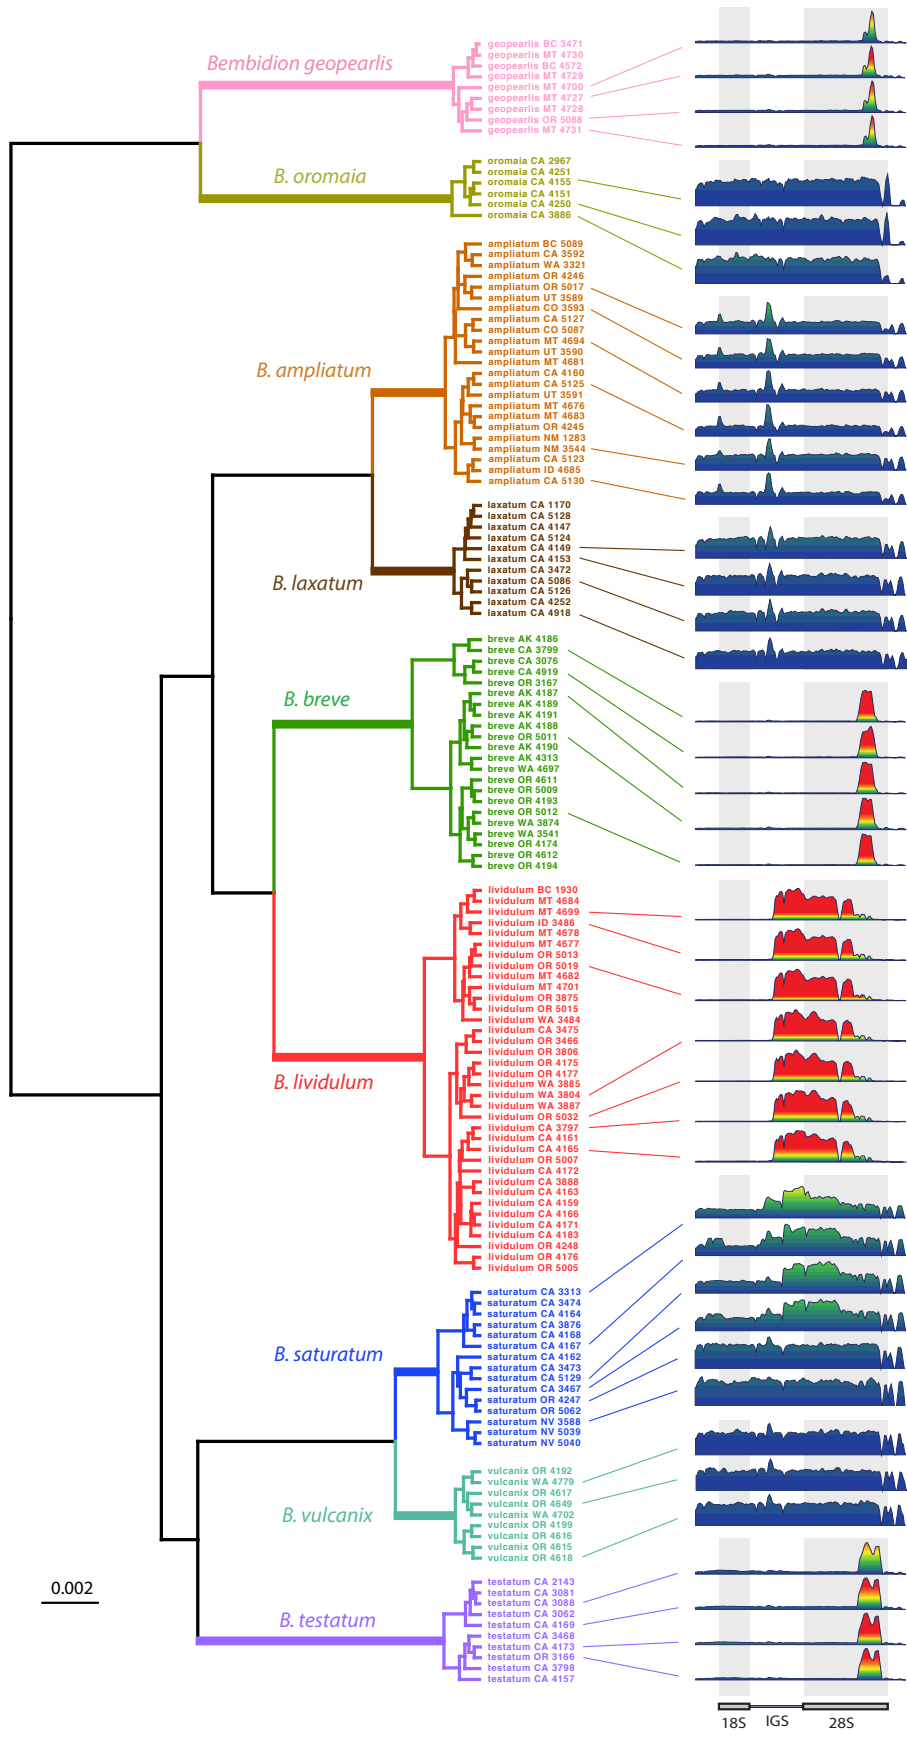 Bembidion geopearlis
geopearlis BC 3471
geopearlis MT 4730
geopearlis BC 4572
geopearlis MT 4729
geopearlis MT 4700
geopearlis MT 4727
geopearlis MT 4728
geopearlis OR 5088
geopearlis MT 4731
B. oromaia
oromaia CA 2967
oromaia CA 4251
oromaia CA 4155
oromaia CA 4151
oromaia CA 4250
oromaia CA 3886
B. ampliatum
ampliatum BC 5089
ampliatum CA 3592
ampliatum WA 3321
ampliatum OR 4246
ampliatum OR 5017
ampliatum UT 3589
ampliatum CO 3593
ampliatum CA 5127
ampliatum CO 5087
ampliatum MT 4694
ampliatum UT 3590
ampliatum MT 4681
ampliatum CA 4160
ampliatum CA 5125
ampliatum UT 3591
ampliatum MT 4676
ampliatum MT 4683
ampliatum OR 4245
ampliatum NM 1283
ampliatum NM 3544
ampliatum CA 5123
ampliatum ID 4685
ampliatum CA 5130
B. laxatum
laxatum CA 1170
laxatum CA 5128
laxatum CA 4147
laxatum CA 5124
laxatum CA 4149
laxatum CA 4153
laxatum CA 3472
laxatum CA 5086
laxatum CA 5126
laxatum CA 4252
laxatum CA 4918
B. breve
breve AK 4186
breve CA 3799
breve CA 3076
breve CA 4919
breve OR 3167
breve AK 4187
breve AK 4189
breve AK 4191
breve AK 4188
breve OR 5011
breve AK 4190
breve AK 4313
breve WA 4697
breve OR 4611
breve OR 5009
breve OR 4193
breve OR 5012
breve WA 3874
breve WA 3541
breve OR 4174
breve OR 4612
breve OR 4194
B. lividulum
lividulum BC 1930
lividulum MT 4684
lividulum MT 4699
lividulum ID 3486
lividulum MT 4678
lividulum MT 4677
lividulum OR 5013
lividulum OR 5019
lividulum MT 4682
lividulum MT 4701
lividulum OR 3875
lividulum OR 5015
lividulum WA 3484
lividulum CA 3475
lividulum OR 3466
lividulum OR 3806
lividulum OR 4175
lividulum OR 4177
lividulum WA 3885
lividulum WA 3804
lividulum WA 3887
lividulum OR 5032
lividulum CA 3797
lividulum CA 4161
lividulum CA 4165
lividulum OR 5007
lividulum CA 4172
lividulum CA 3888
lividulum CA 4163
lividulum CA 4159
lividulum CA 4166
lividulum CA 4171
lividulum CA 4183
lividulum OR 4248
lividulum OR 4176
lividulum OR 5005
B. saturatum
saturatum CA 3313
saturatum CA 3474
saturatum CA 4164
saturatum CA 3876
saturatum CA 4168
saturatum CA 4167
saturatum CA 4162
saturatum CA 3473
saturatum CA 5129
saturatum CA 3467
saturatum OR 4247
saturatum OR 5062
saturatum NV 3588
saturatum NV 5039
saturatum NV 5040
B. vulcanix
vulcanix OR 4192
vulcanix WA 4779
vulcanix OR 4617
vulcanix OR 4649
vulcanix WA 4702
vulcanix OR 4199
vulcanix OR 4616
vulcanix OR 4615
vulcanix OR 4618
0.002
B. testatum
testatum CA 2143
testatum CA 3081
testatum CA 3088
testatum CA 3062
testatum CA 4169
testatum CA 3468
testatum CA 4173
testatum OR 3166
testatum CA 3798
testatum CA 4157
18S IGS 28S